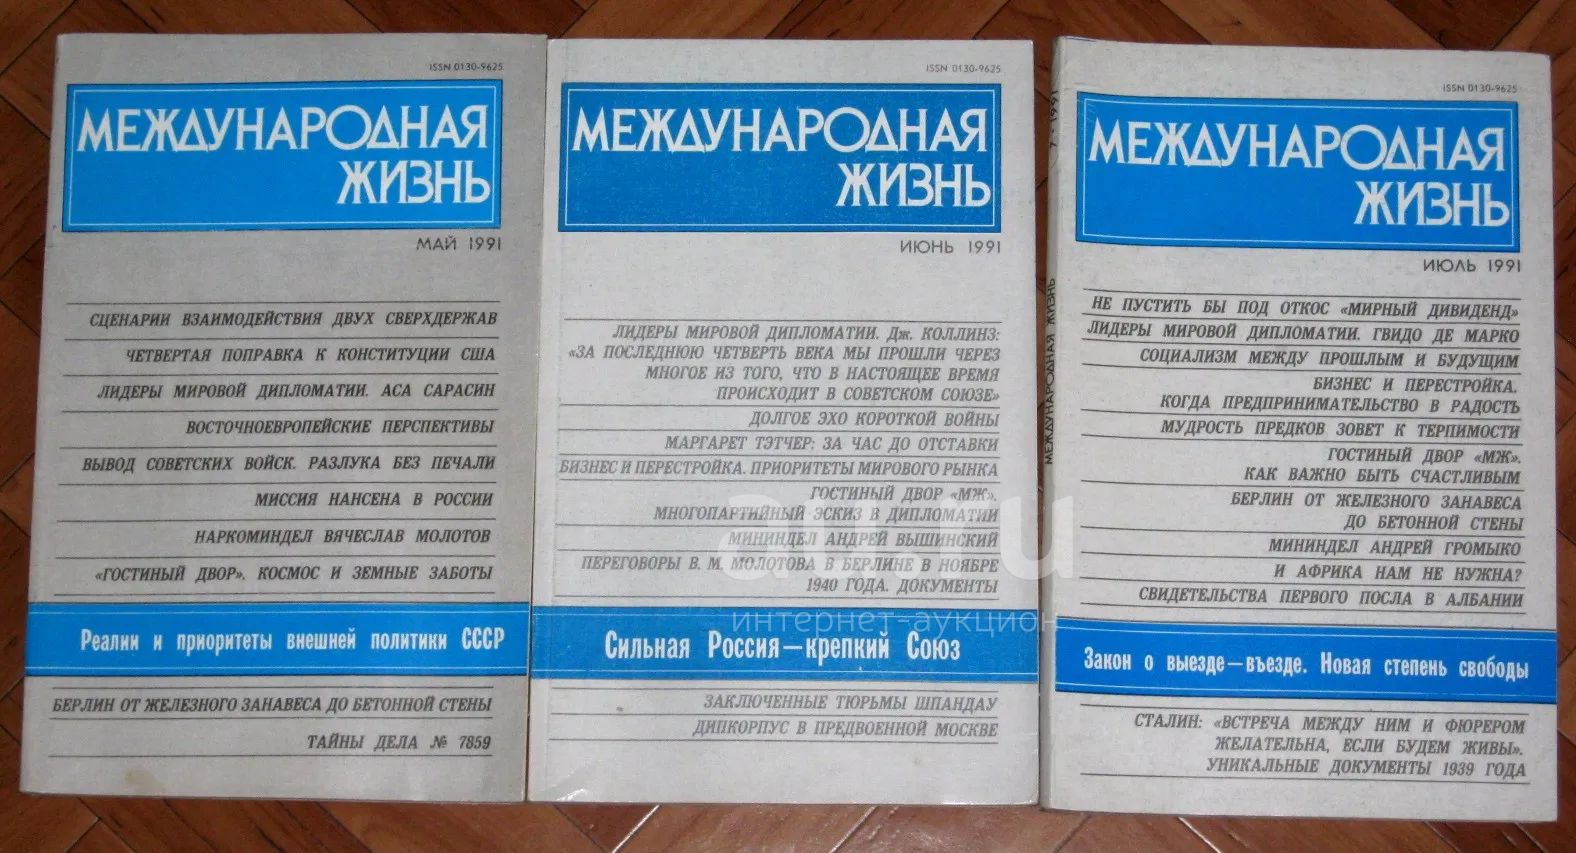 ISSN 0130-9625
МЕЖДУНАРОДНАЯ
ЖИЗНЬ
МАЙ 1991
СЦЕНАРИИ ВЗАИМОДЕЙСТВИЯ ДВУХ СВЕРХДЕРЖАВ
ЧЕТВЕРТАЯ ПОПРАВКА К КОНСТИТУЦИИ США
ЛИДЕРЫ МИРОВОЙ ДИПЛОМАТИИ. АСА САРАСИН
ВОСТОЧНОЕВРОПЕЙСКИЕ ПЕРСПЕКТИВЫ
ВЫВОД СОВЕТСКИХ ВОЙСК. РАЗЛУКА БЕЗ ПЕЧАЛИ
МИССИЯ НАНСЕНА В РОССИИ
НАРКОМИНДЕЛ ВЯЧЕСЛАВ МОЛОТОВ
«ГОСТИНЫЙ ДВОР». КОСМОС И ЗЕМНЫЕ ЗАБОТЫ
Реалии и приоритеты внешней политики СССР
БЕРЛИН ОТ ЖЕЛЕЗНОГО ЗАНАВЕСА ДО БЕТОННОЙ СТЕНЫ
ТАЙНЫ ДЕЛА № 7859
ISSN 0130-9625
МЕЖДУНАРОДНАЯ
ЖИЗНЬ
ИЮНЬ 1991
ЛИДЕРЫ МИРОВОЙ ДИПЛОМАТИИ. Дж. КОЛЛИНЗ:
«ЗА ПОСЛЕДНЮЮ ЧЕТВЕРТЬ ВЕКА МЫ ПРОШЛИ ЧЕРЕЗ
МНОГОЕ ИЗ ТОГО, ЧТО В НАСТОЯЩЕЕ ВРЕМЯ
ПРОИСХОДИТ В СОВЕТСКОМ СОЮЗЕ»
ДОЛГОЕ ЭХО КОРОТКОЙ ВОЙНЫ
МАРГАРЕТ ТЭТЧЕР: ЗА ЧАС ДО ОТСТАВКИ
БИЗНЕС И ПЕРЕСТРОЙКА. ПРИОРИТЕТЫ МИРОВОГО РЫНКА
ГОСТИНЫЙ ДВОР «МЖ».
МНОГОПАРТИЙНЫЙ ЭСКИЗ В ДИПЛОМАТИИ
МИНИНДЕЛ АНДРЕЙ ВЫШИНСКИЙ
ПЕРЕГОВОРЫ В. М. МОЛОТОВА В БЕРЛИНЕ В НОЯБРЕ
1940 ГОДА. ДОКУМЕНТЫ
Сильная Россия—крепкий Союз
ЗАКЛЮЧЕННЫЕ ТЮРЬМЫ ШПАНДАУ
ДИПКОРПУС В ПРЕДВОЕННОЙ МОСКВЕ
au.ru
интернет-аукцион
7 · 1991
МЕЖДУНАРОДНАЯ ЖИЗНЬ
ISSN 0130-9625
МЕЖДУНАРОДНАЯ
ЖИЗНЬ
ИЮЛЬ 1991
НЕ ПУСТИТЬ БЫ ПОД ОТКОС «МИРНЫЙ ДИВИДЕНД»
ЛИДЕРЫ МИРОВОЙ ДИПЛОМАТИИ. ГВИДО ДЕ МАРКО
СОЦИАЛИЗМ МЕЖДУ ПРОШЛЫМ И БУДУЩИМ
БИЗНЕС И ПЕРЕСТРОЙКА.
КОГДА ПРЕДПРИНИМАТЕЛЬСТВО В РАДОСТЬ
МУДРОСТЬ ПРЕДКОВ ЗОВЕТ К ТЕРПИМОСТИ
ГОСТИНЫЙ ДВОР «МЖ».
КАК ВАЖНО БЫТЬ СЧАСТЛИВЫМ
БЕРЛИН ОТ ЖЕЛЕЗНОГО ЗАНАВЕСА
ДО БЕТОННОЙ СТЕНЫ
МИНИНДЕЛ АНДРЕЙ ГРОМЫКО
И АФРИКА НАМ НЕ НУЖНА?
СВИДЕТЕЛЬСТВА ПЕРВОГО ПОСЛА В АЛБАНИИ
Закон о выезде—въезде. Новая степень свободы
СТАЛИН: «ВСТРЕЧА МЕЖДУ НИМ И ФЮРЕРОМ
ЖЕЛАТЕЛЬНА, ЕСЛИ БУДЕМ ЖИВЫ».
УНИКАЛЬНЫЕ ДОКУМЕНТЫ 1939 ГОДА